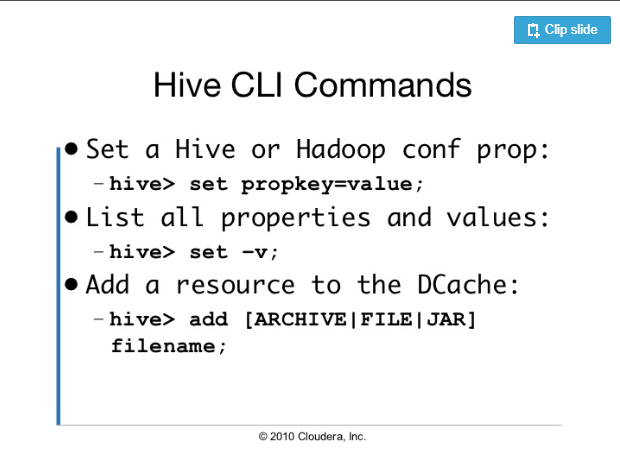 Clip slide
Hive CLI Commands
● Set a Hive or Hadoop conf prop:
– hive> set propkey=value;
● List all properties and values:
– hive> set –v;
● Add a resource to the DCache:
– hive> add [ARCHIVE|FILE|JAR]
filename;
© 2010 Cloudera, Inc.